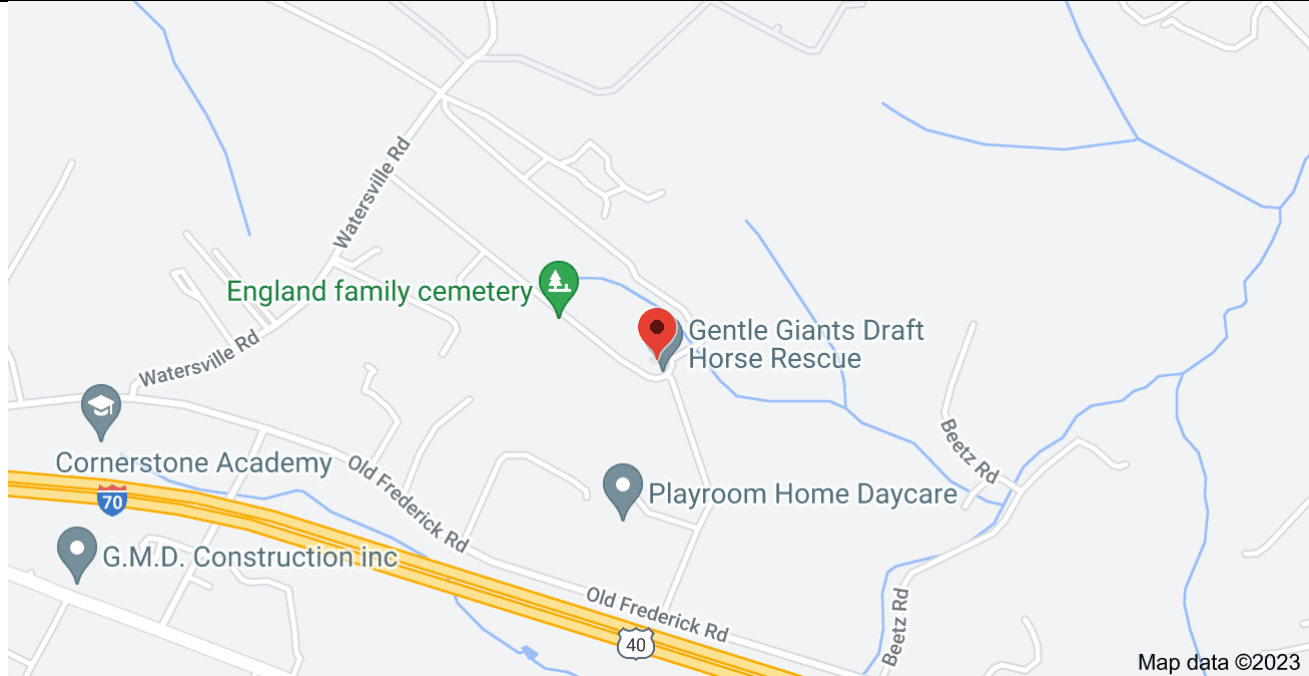 Watersville Rd
England family cemetery
Gentle Giants Draft
Horse Rescue
Watersville Rd
Cornerstone Academy
Old Frederick Rd
Beetz Rd
70
Playroom Home Daycare
G.M.D. Construction inc
Old Frederick Rd
Beetz Rd
40
Map data ©2023